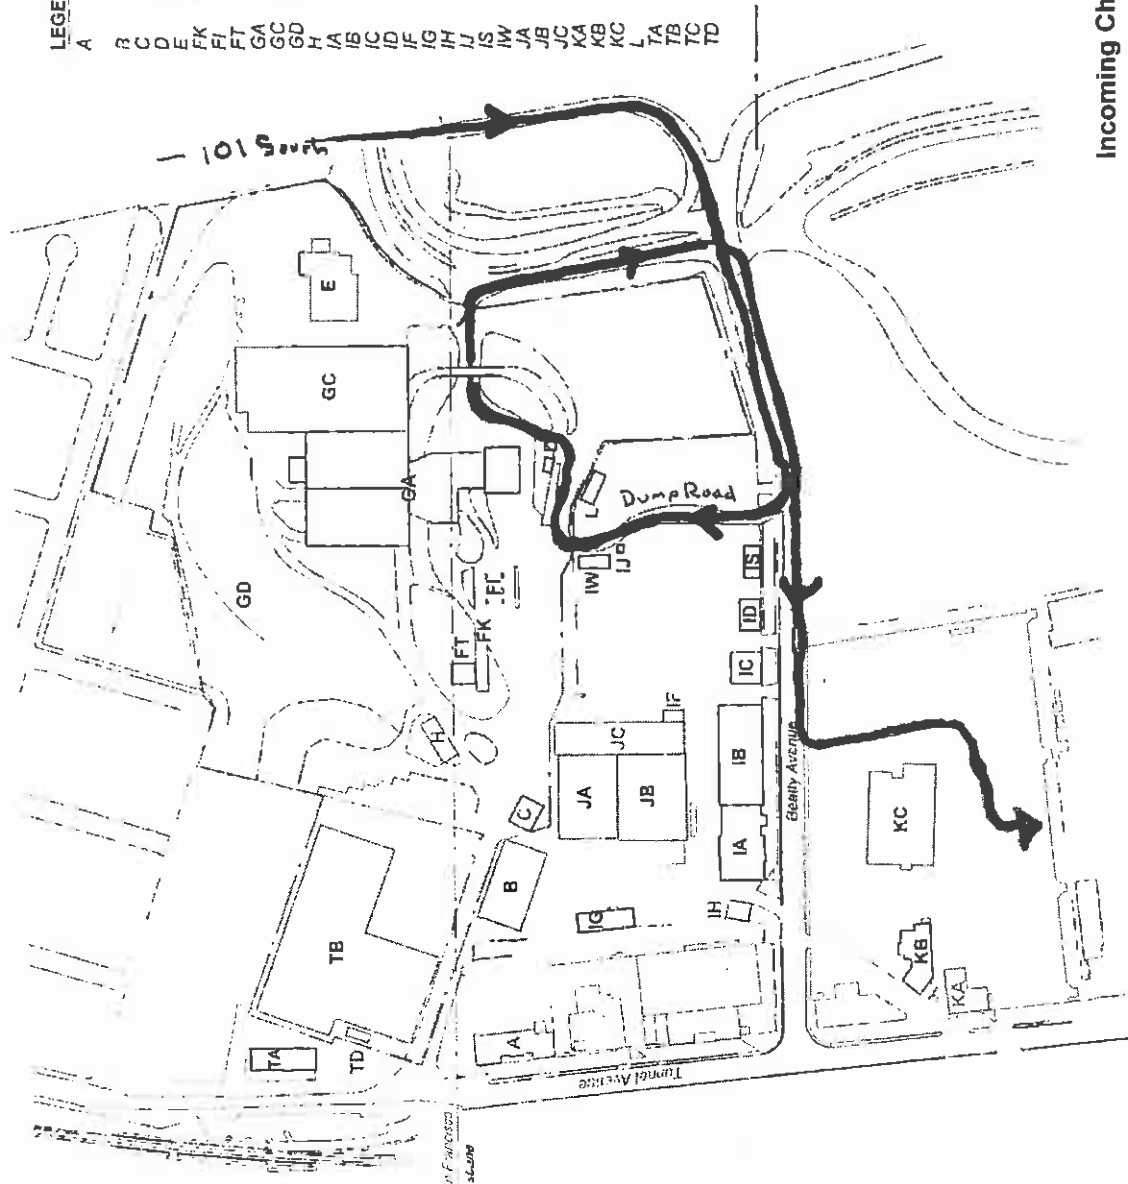 LEGE
A
B
C
D
E
FK
FI
FT
GA
GC
GD
H
IA
IB
IC
ID
IF
IG
IH
IJ
IS
IW
JA
JB
JC
KA
KB
KC
L
TA
TB
TC
TD
101 South
E
GC
GA
GD
L
Dump Road
FT
FK
IW
IJ
IS
ID
IC
H
IF
JC
JA
JB
IB
IA
Beatty Avenue
C
B
IG
IH
KC
KB
KA
TB
TA
TD
A
Tunnel Avenue
Incoming Ch